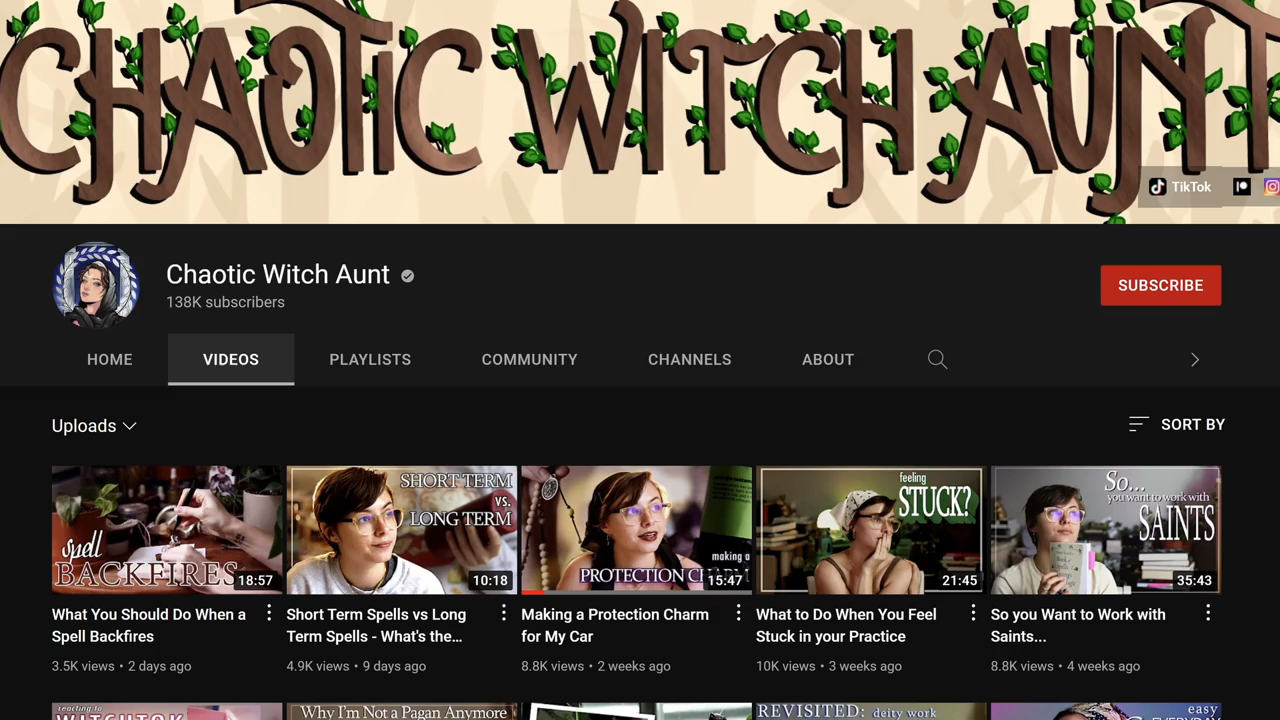 CHAOTIC WITCH AUNT
TikTok
Chaotic Witch Aunt
138K subscribers
SUBSCRIBE
HOME
VIDEOS
PLAYLISTS
COMMUNITY
CHANNELS
ABOUT
Uploads
SORT BY
spell
BACKFIRES
18:57
SHORT TERM
VS.
LONG TERM
10:18
making a
PROTECTION CHARM
15:47
feeling
STUCK?
21:45
So...
you want to work with
SAINTS
35:43
What You Should Do When a
Spell Backfires
3.5K views • 2 days ago
Short Term Spells vs Long
Term Spells - What's the...
4.9K views • 9 days ago
Making a Protection Charm
for My Car
8.8K views • 2 weeks ago
What to Do When You Feel
Stuck in your Practice
10K views • 3 weeks ago
So you Want to Work with
Saints...
8.8K views • 4 weeks ago
reacting to
WITCHTOK
Why I'm Not a Pagan Anymore
REVISITED: deity work
easy